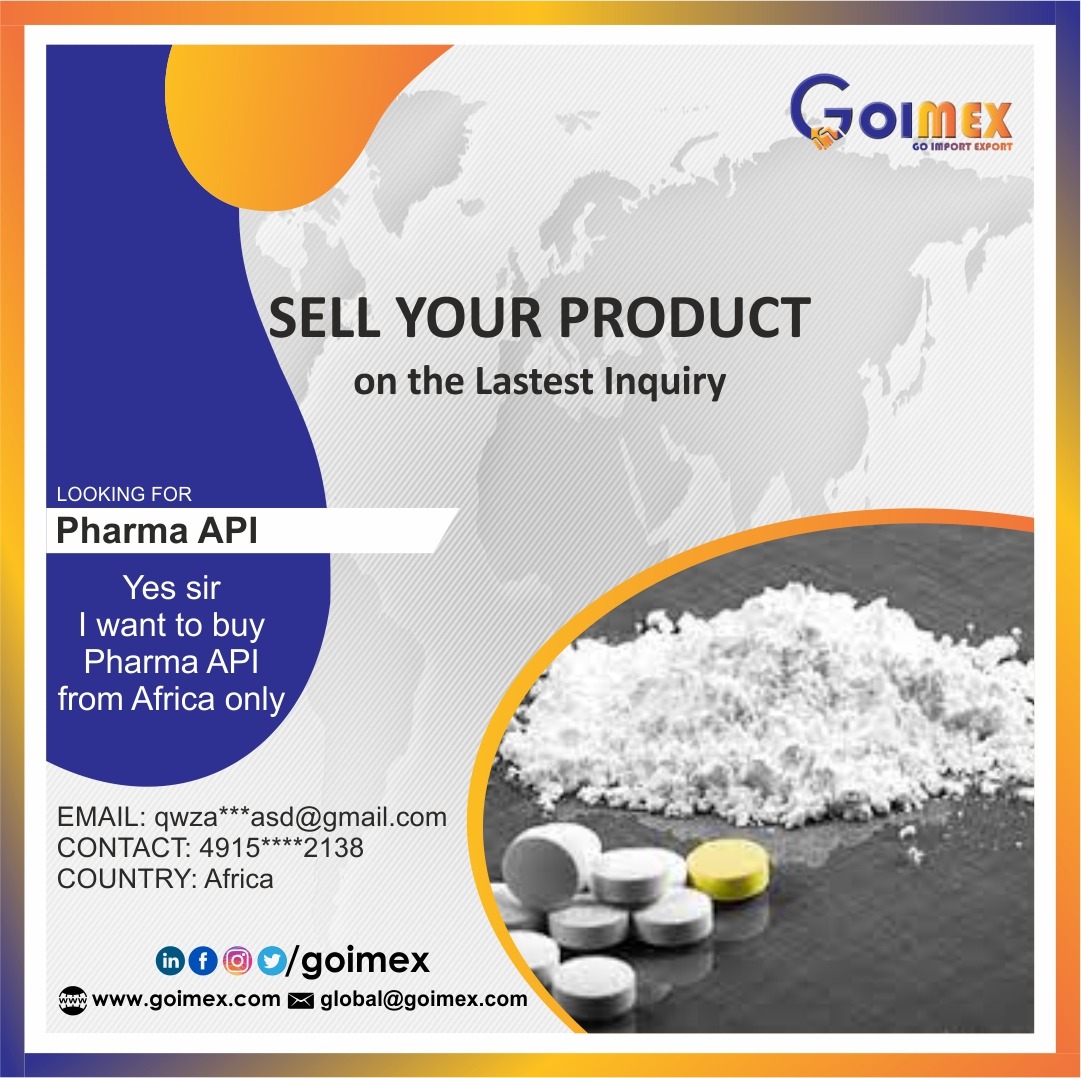 GOIMEX
GO IMPORT EXPORT
SELL YOUR PRODUCT
on the Lastest Inquiry
LOOKING FOR
Pharma API
Yes sir
I want to buy
Pharma API
from Africa only
EMAIL: qwza***asd@gmail.com
CONTACT: 4915****2138
COUNTRY: Africa
in f /goimex
www www.goimex.com global@goimex.com